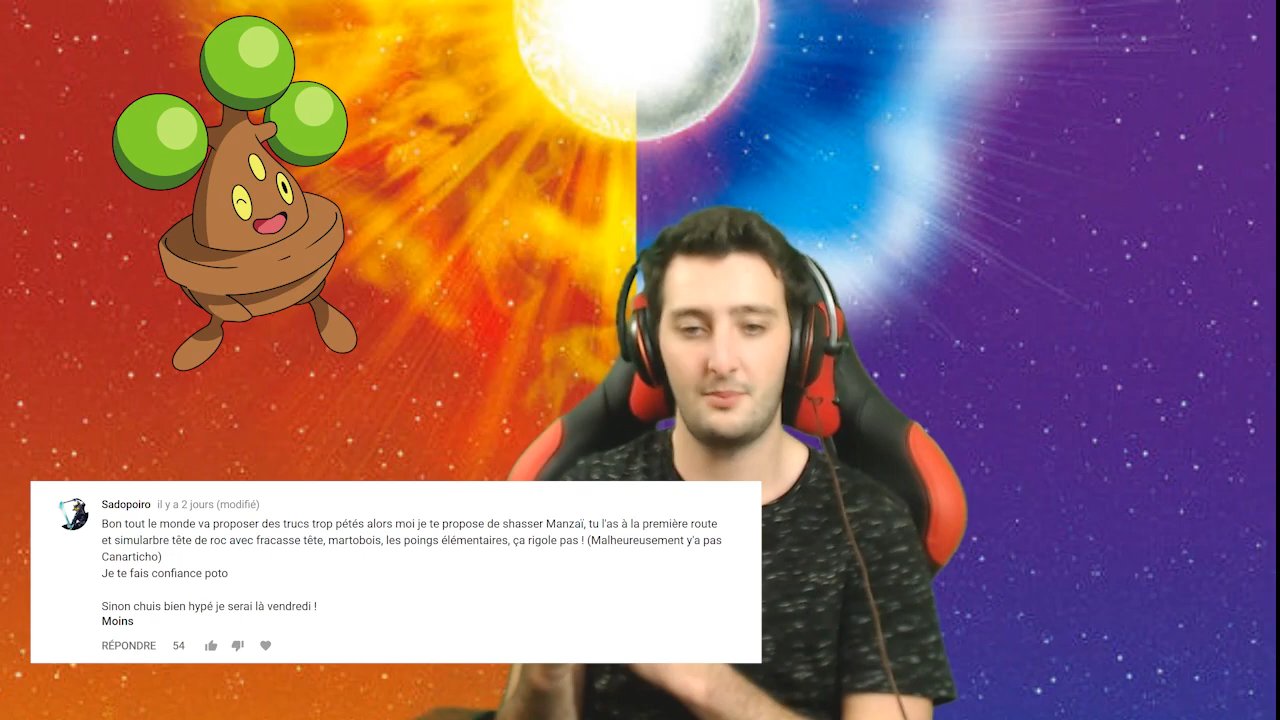 Sadopoiro il y a 2 jours (modifié)
Bon tout le monde va proposer des trucs trop pétés alors moi je te propose de shasser Manzaï, tu l'as à la première route
et simularbre tête de roc avec fracasse tête, martobois, les poings élémentaires, ça rigole pas ! (Malheureusement y'a pas
Canarticho)
Je te fais confiance poto
Sinon chuis bien hypé je serai là vendredi !
Moins
RÉPONDRE 54